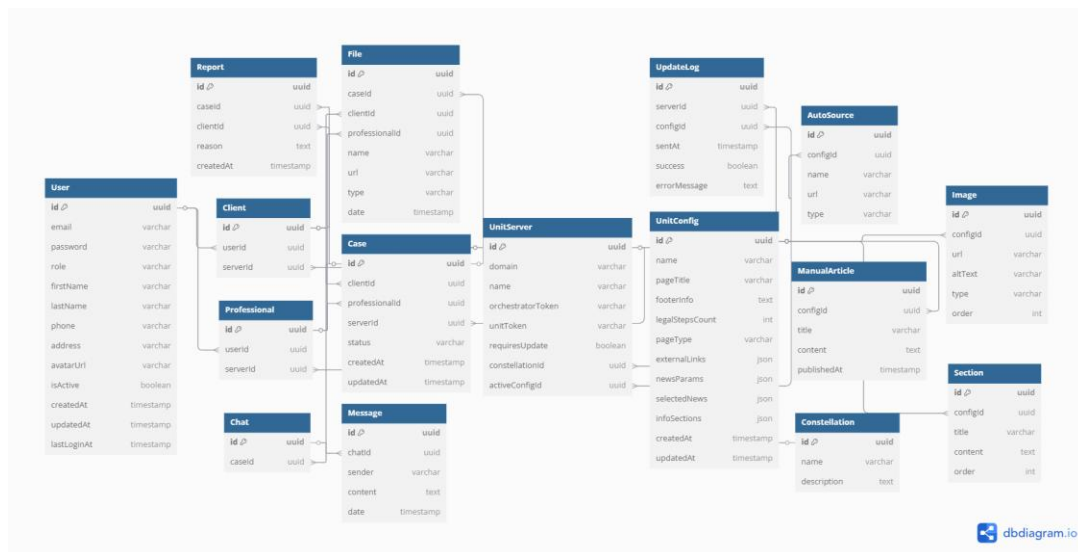 Report
id uuid
caseid uuid
clientId uuid
reason text
createdAt timestamp
File
id uuid
caseid uuid
clientId uuid
professionalId uuid
name varchar
url varchar
type varchar
date timestamp
UpdateLog
id uuid
serverId uuid
configId uuid
sentAt timestamp
success boolean
errorMessage text
AutoSource
id uuid
configId uuid
name varchar
url varchar
type varchar
User
id uuid
email varchar
password varchar
role varchar
firstName varchar
lastName varchar
phone varchar
address varchar
avatarUrl varchar
isActive boolean
createdAt timestamp
updatedAt timestamp
lastLoginAt timestamp
Client
id uuid
userid uuid
serverId uuid
Professional
id uuid
userid uuid
serverId uuid
Chat
id uuid
caseid uuid
Case
id uuid
clientId uuid
professionalId uuid
serverId uuid
status varchar
createdAt timestamp
updatedAt timestamp
Message
id uuid
chatId uuid
sender varchar
content text
date timestamp
UnitServer
id uuid
domain varchar
name varchar
orchestratorToken varchar
unitToken varchar
requiresUpdate boolean
constellationId uuid
activeConfigId uuid
UnitConfig
id uuid
name varchar
pageTitle varchar
footerInfo text
legalStepsCount int
pageType varchar
externalLinks json
newsParams json
selectedNews json
infoSections json
createdAt timestamp
updatedAt timestamp
ManualArticle
id uuid
configId uuid
title varchar
content text
publishedAt timestamp
Constellation
id uuid
name varchar
description text
Image
id uuid
configId uuid
url varchar
altText varchar
type varchar
order int
Section
id uuid
configId uuid
title varchar
content text
order int
dbdiagram.io